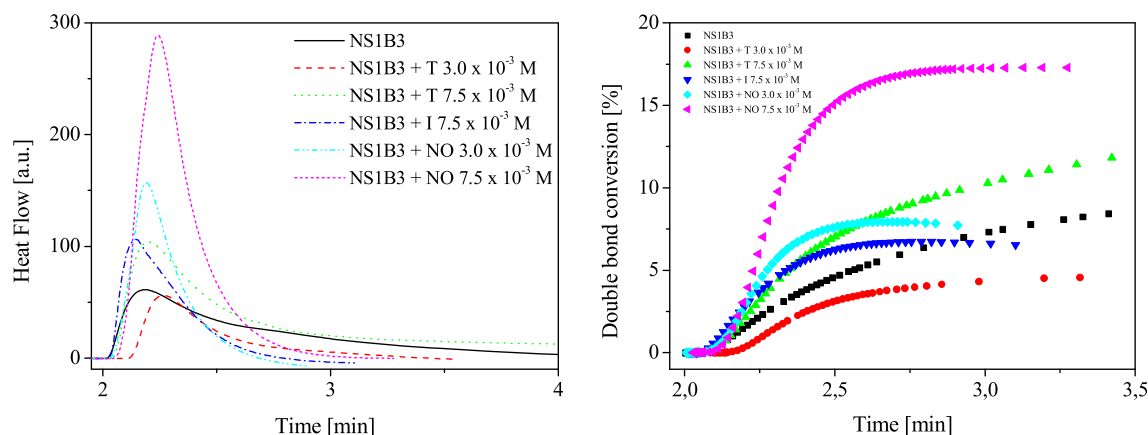 300
200
100
0
Heat Flow [a.u.]
2
3
4
Time [min]
NS1B3
NS1B3 + T 3.0 x 10⁻³ M
NS1B3 + T 7.5 x 10⁻³ M
NS1B3 + I 7.5 x 10⁻³ M
NS1B3 + NO 3.0 x 10⁻³ M
NS1B3 + NO 7.5 x 10⁻³ M
20
15
10
5
0
Double bond conversion [%]
2,0
2,5
3,0
3,5
Time [min]
NS1B3
NS1B3 + T 3.0 x 10⁻³ M
NS1B3 + T 7.5 x 10⁻³ M
NS1B3 + I 7.5 x 10⁻³ M
NS1B3 + NO 3.0 x 10⁻³ M
NS1B3 + NO 7.5 x 10⁻³ M